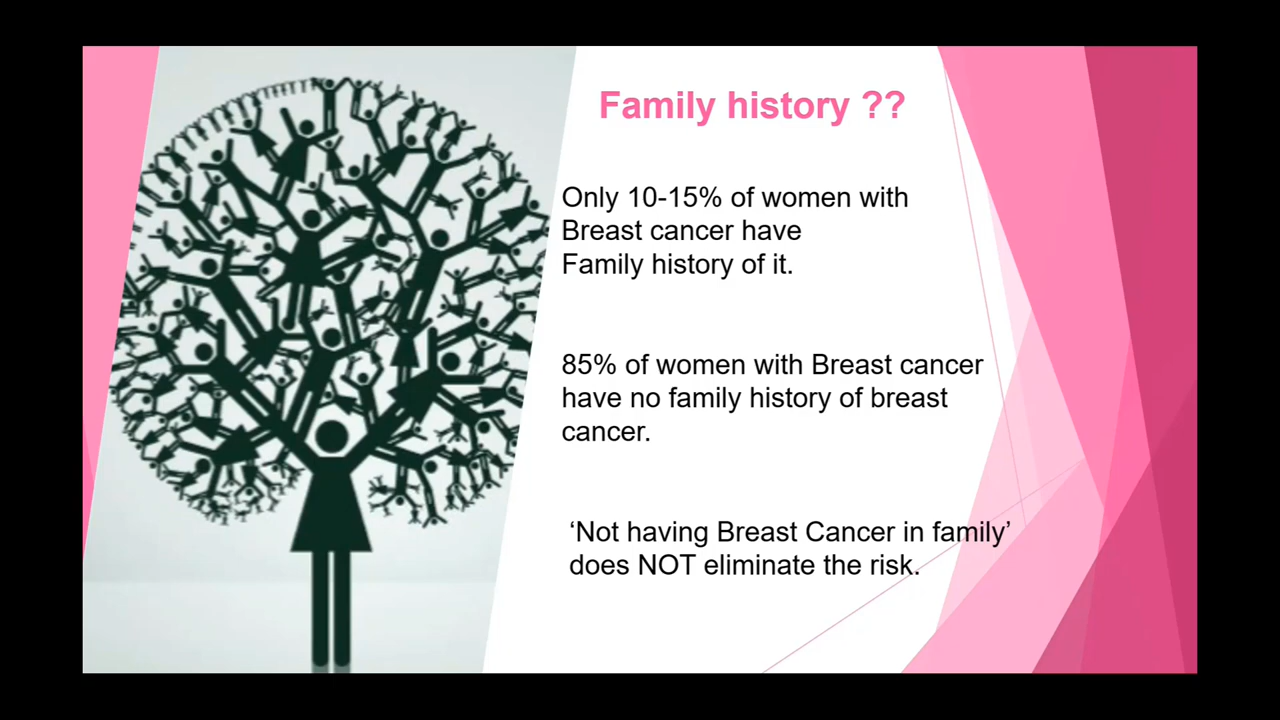 Family history ??
Only 10-15% of women with
Breast cancer have
Family history of it.
85% of women with Breast cancer
have no family history of breast
cancer.
‘Not having Breast Cancer in family’
does NOT eliminate the risk.